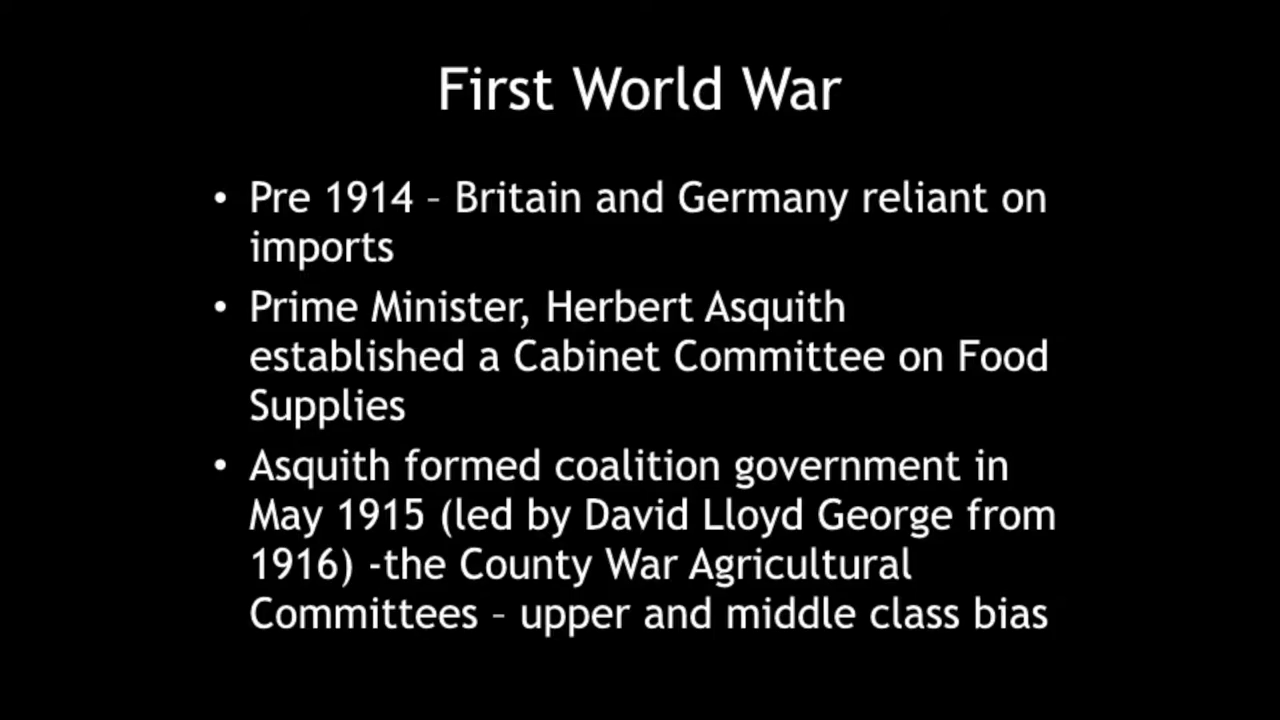 First World War
• Pre 1914 – Britain and Germany reliant on
imports
• Prime Minister, Herbert Asquith
established a Cabinet Committee on Food
Supplies
• Asquith formed coalition government in
May 1915 (led by David Lloyd George from
1916) -the County War Agricultural
Committees – upper and middle class bias